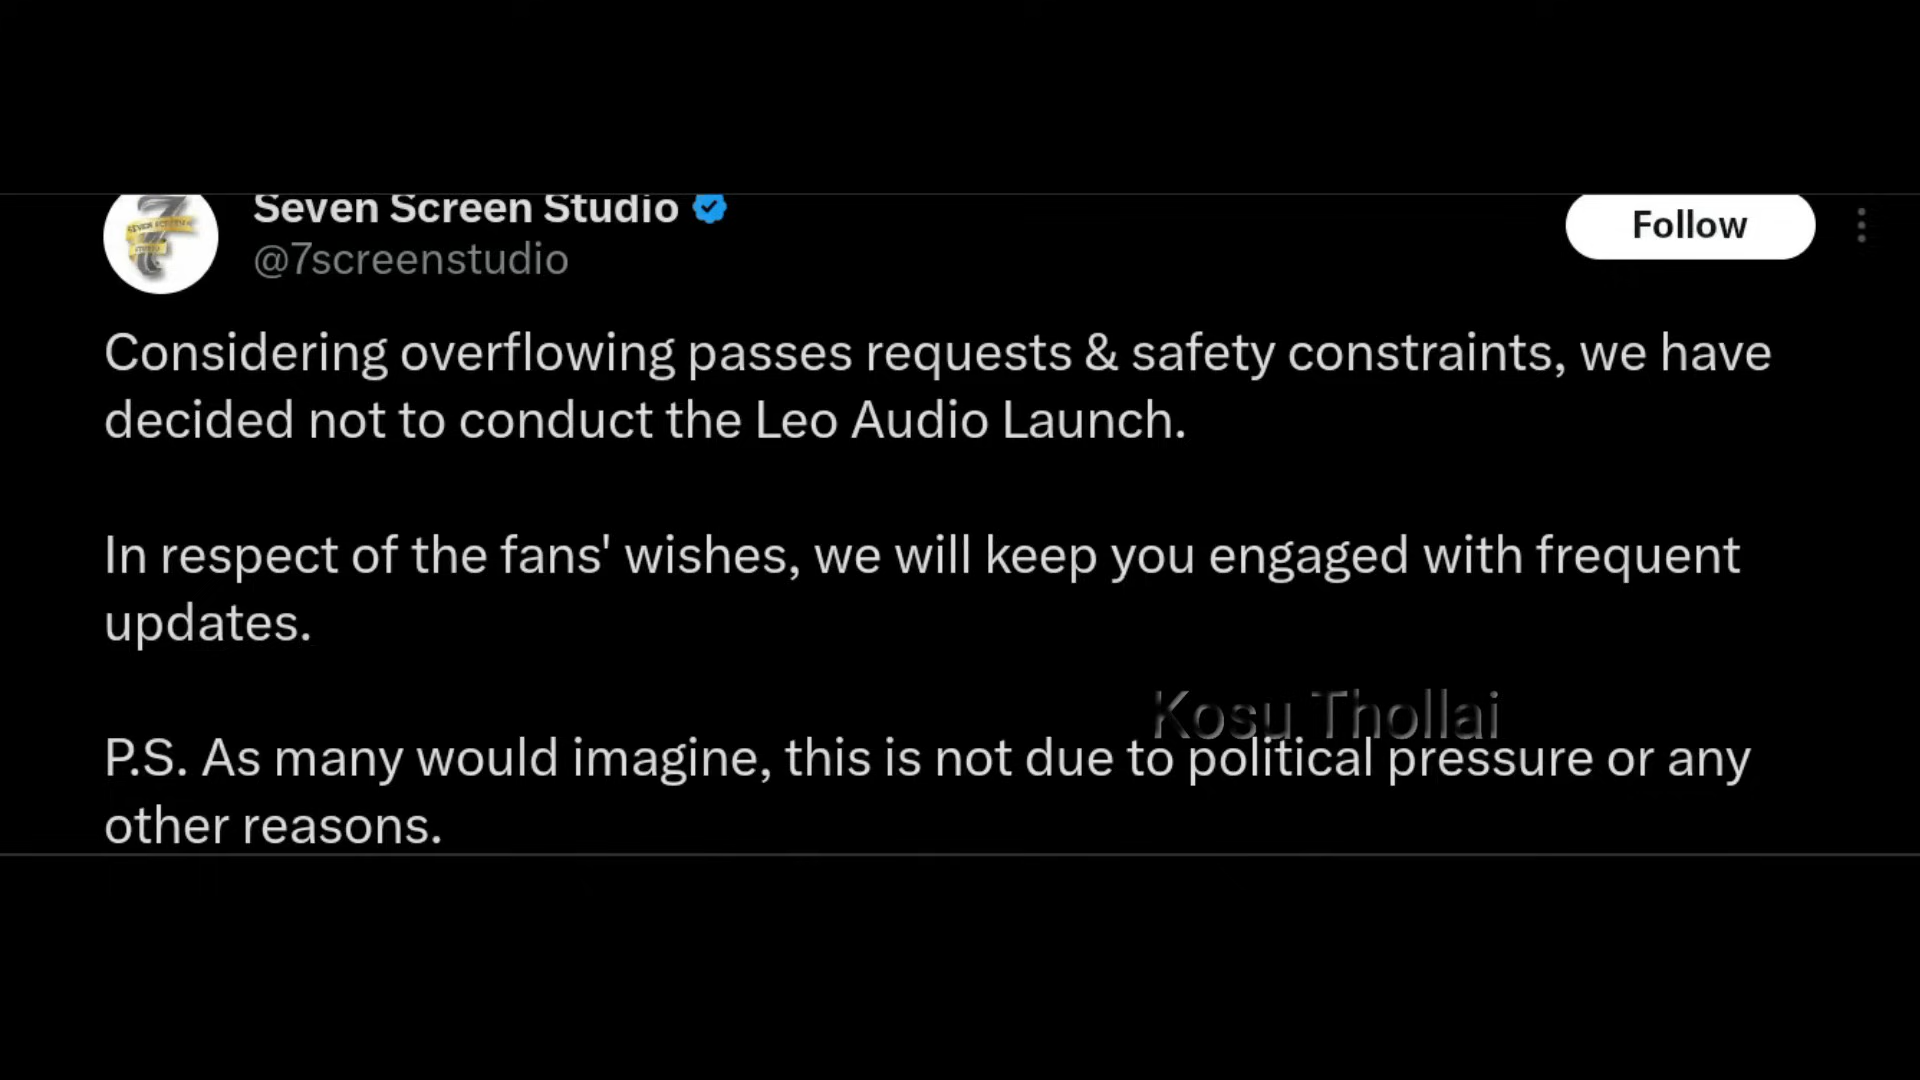 Seven Screen Studio
@7screenstudio
Follow
Considering overflowing passes requests & safety constraints, we have
decided not to conduct the Leo Audio Launch.
In respect of the fans' wishes, we will keep you engaged with frequent
updates.
Kosu Thollai
P.S. As many would imagine, this is not due to political pressure or any
other reasons.